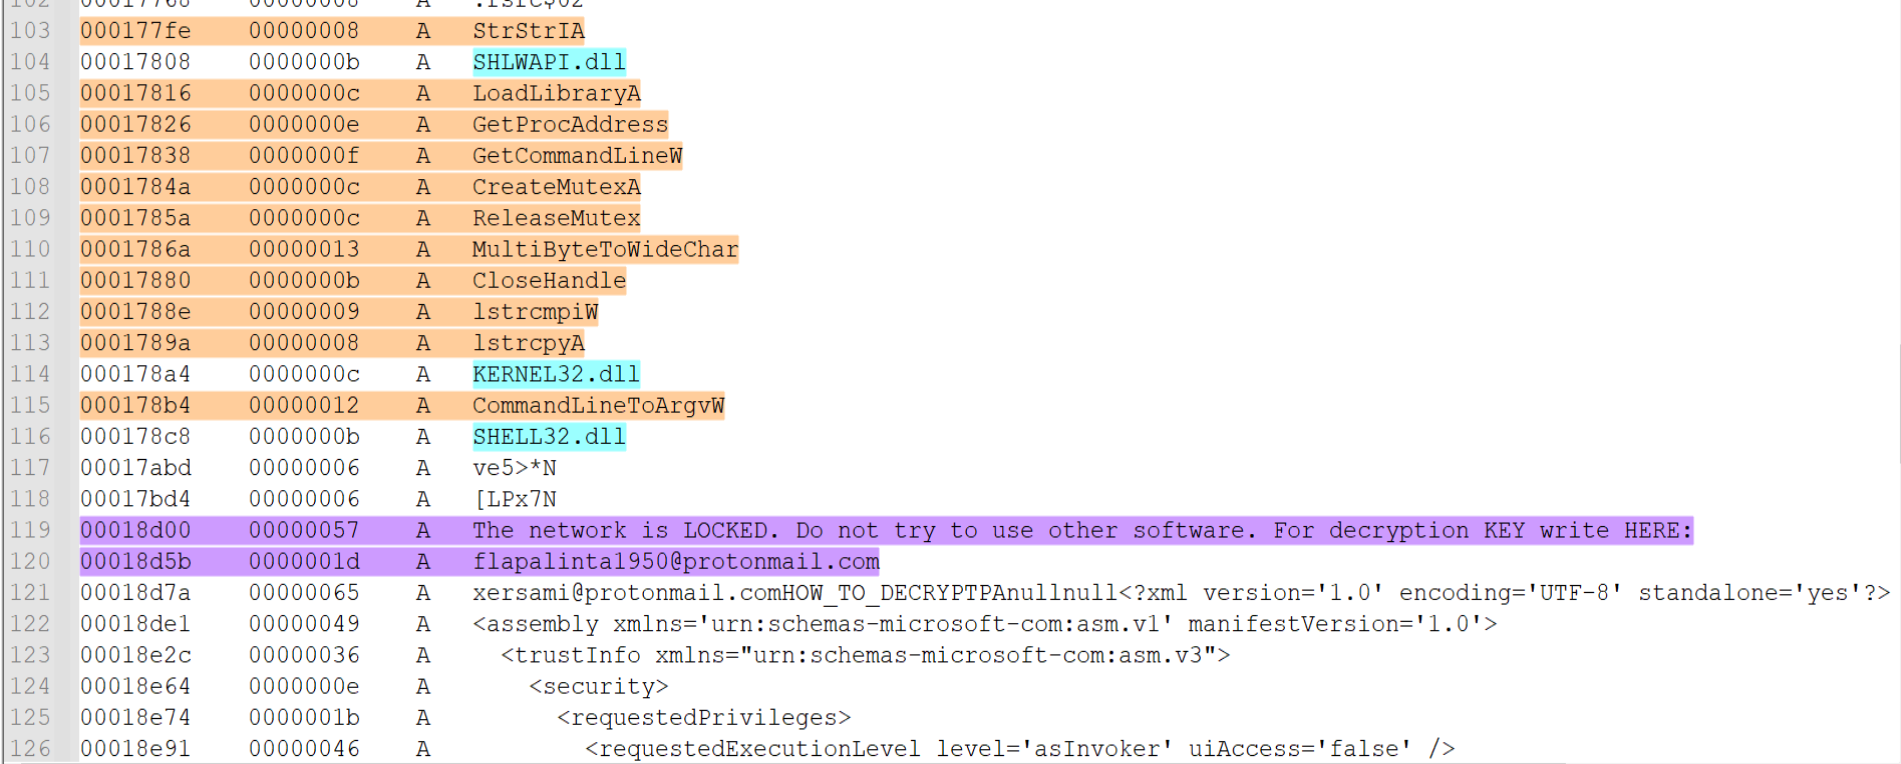 102 00017768 00000008 A .rsrc$02
103 000177fe 00000008 A StrStrIA
104 00017808 0000000b A SHLWAPI.dll
105 00017816 0000000c A LoadLibraryA
106 00017826 0000000e A GetProcAddress
107 00017838 0000000f A GetCommandLineW
108 0001784a 0000000c A CreateMutexA
109 0001785a 0000000c A ReleaseMutex
110 0001786a 00000013 A MultiByteToWideChar
111 00017880 0000000b A CloseHandle
112 0001788e 00000009 A lstrcmpiW
113 0001789a 00000008 A lstrcpyA
114 000178a4 0000000c A KERNEL32.dll
115 000178b4 00000012 A CommandLineToArgvW
116 000178c8 0000000b A SHELL32.dll
117 00017abd 00000006 A ve5>*N
118 00017bd4 00000006 A [LPx7N
119 00018d00 00000057 A The network is LOCKED. Do not try to use other software. For decryption KEY write HERE:
120 00018d5b 0000001d A flapalinta1950@protonmail.com
121 00018d7a 00000065 A xersami@protonmail.comHOW_TO_DECRYPTPAnullnull<?xml version='1.0' encoding='UTF-8' standalone='yes'?>
122 00018de1 00000049 A <assembly xmlns='urn:schemas-microsoft-com:asm.v1' manifestVersion='1.0'>
123 00018e2c 00000036 A <trustInfo xmlns="urn:schemas-microsoft-com:asm.v3">
124 00018e64 0000000e A <security>
125 00018e74 0000001b A <requestedPrivileges>
126 00018e91 00000046 A <requestedExecutionLevel level='asInvoker' uiAccess='false' />